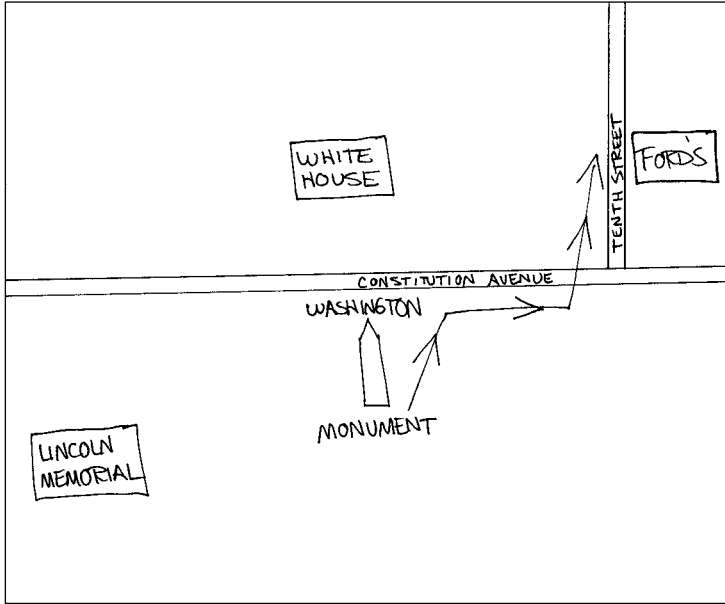 WHITE
HOUSE
FORD'S
TENTH STREET
CONSTITUTION AVENUE
WASHINGTON
MONUMENT
LINCOLN
MEMORIAL